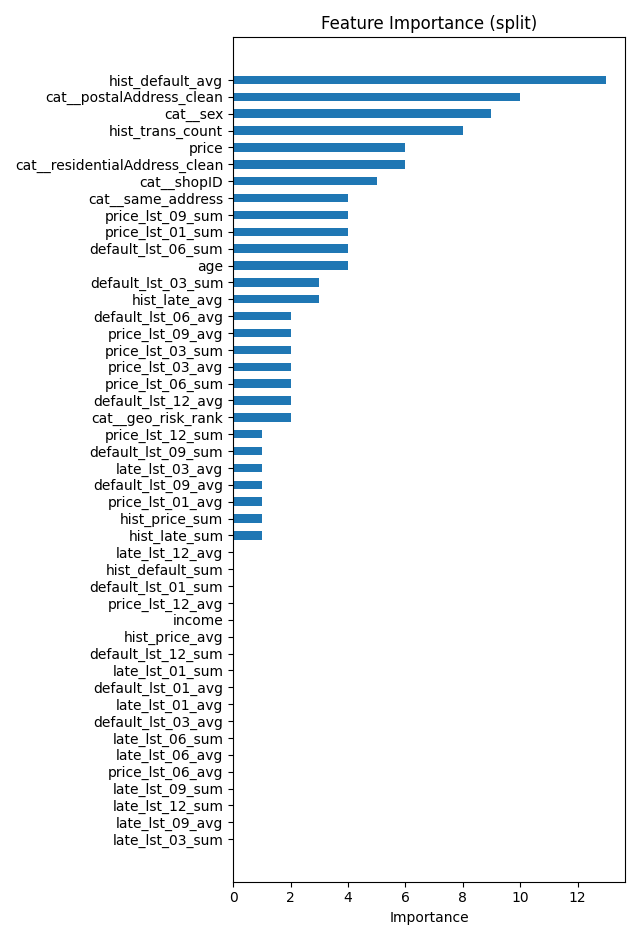 Feature Importance (split)
hist_default_avg
cat__postalAddress_clean
cat__sex
hist_trans_count
price
cat__residentialAddress_clean
cat__shopID
cat__same_address
price_lst_09_sum
price_lst_01_sum
default_lst_06_sum
age
default_lst_03_sum
hist_late_avg
default_lst_06_avg
price_lst_09_avg
price_lst_03_sum
price_lst_03_avg
price_lst_06_sum
default_lst_12_avg
cat__geo_risk_rank
price_lst_12_sum
default_lst_09_sum
late_lst_03_avg
default_lst_09_avg
price_lst_01_avg
hist_price_sum
hist_late_sum
late_lst_12_avg
hist_default_sum
default_lst_01_sum
price_lst_12_avg
income
hist_price_avg
default_lst_12_sum
late_lst_01_sum
default_lst_01_avg
late_lst_01_avg
default_lst_03_avg
late_lst_06_sum
late_lst_06_avg
price_lst_06_avg
late_lst_09_sum
late_lst_12_sum
late_lst_09_avg
late_lst_03_sum
0 2 4 6 8 10 12
Importance